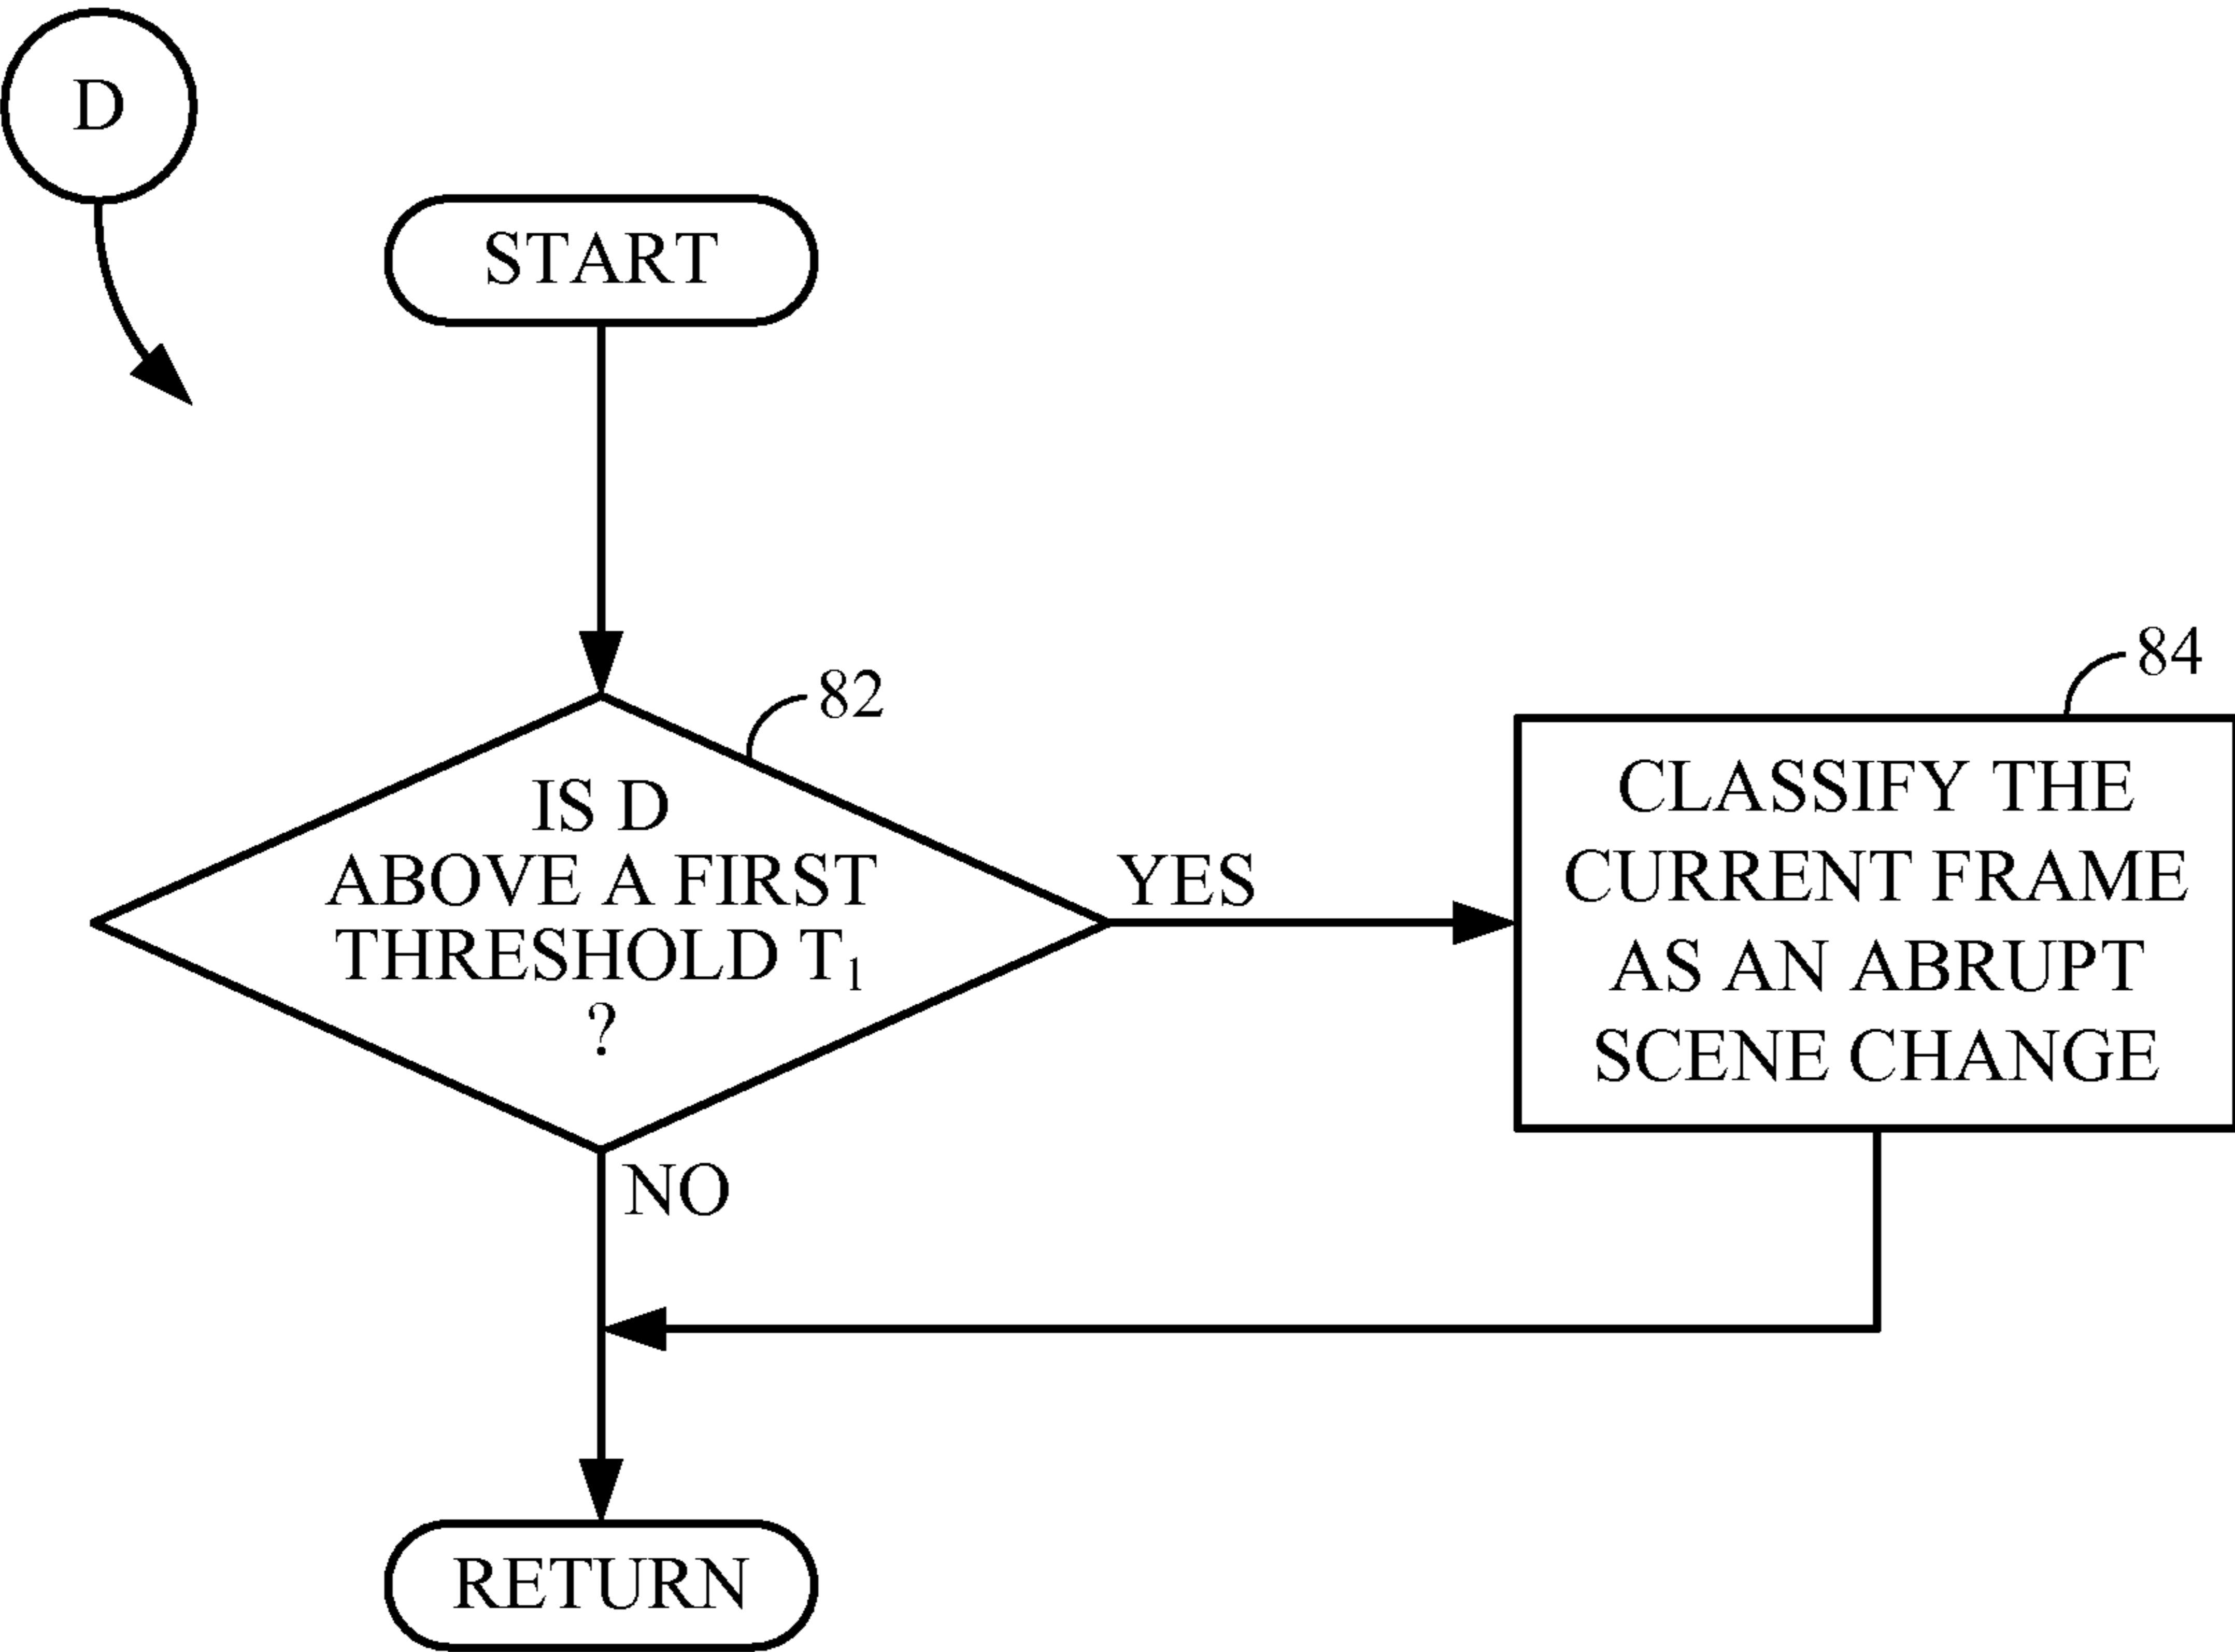 D
START
82
IS D
ABOVE A FIRST
THRESHOLD T₁
?
YES
84
CLASSIFY THE
CURRENT FRAME
AS AN ABRUPT
SCENE CHANGE
NO
RETURN